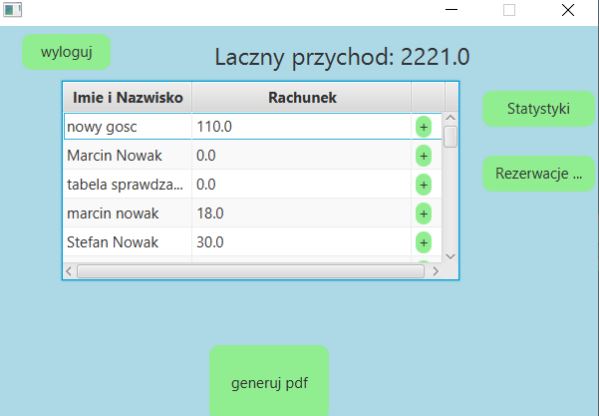 wyloguj
Laczny przychod: 2221.0
Imie i Nazwisko Rachunek
nowy gosc 110.0 +
Marcin Nowak 0.0 +
tabela sprawdza... 0.0 +
marcin nowak 18.0 +
Stefan Nowak 30.0 +
Statystyki
Rezerwacje ...
generuj pdf